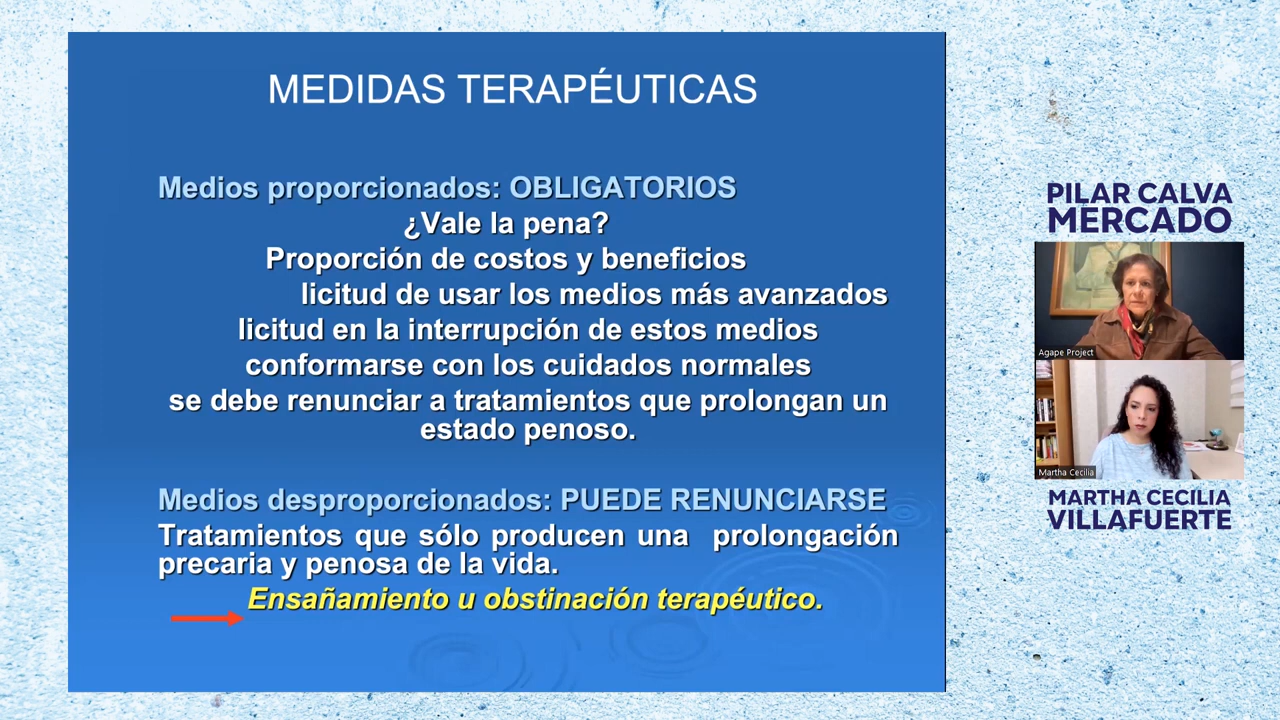 MEDIDAS TERAPÉUTICAS
Medios proporcionados: OBLIGATORIOS
¿Vale la pena?
Proporción de costos y beneficios
licitud de usar los medios más avanzados
licitud en la interrupción de estos medios
conformarse con los cuidados normales
se debe renunciar a tratamientos que prolongan un
estado penoso.
Medios desproporcionados: PUEDE RENUNCIARSE
Tratamientos que sólo producen una prolongación
precaria y penosa de la vida.
Ensañamiento u obstinación terapéutico.
PILAR CALVA
MERCADO
Agape Project
Martha Cecilia
MARTHA CECILIA
VILLAFUERTE